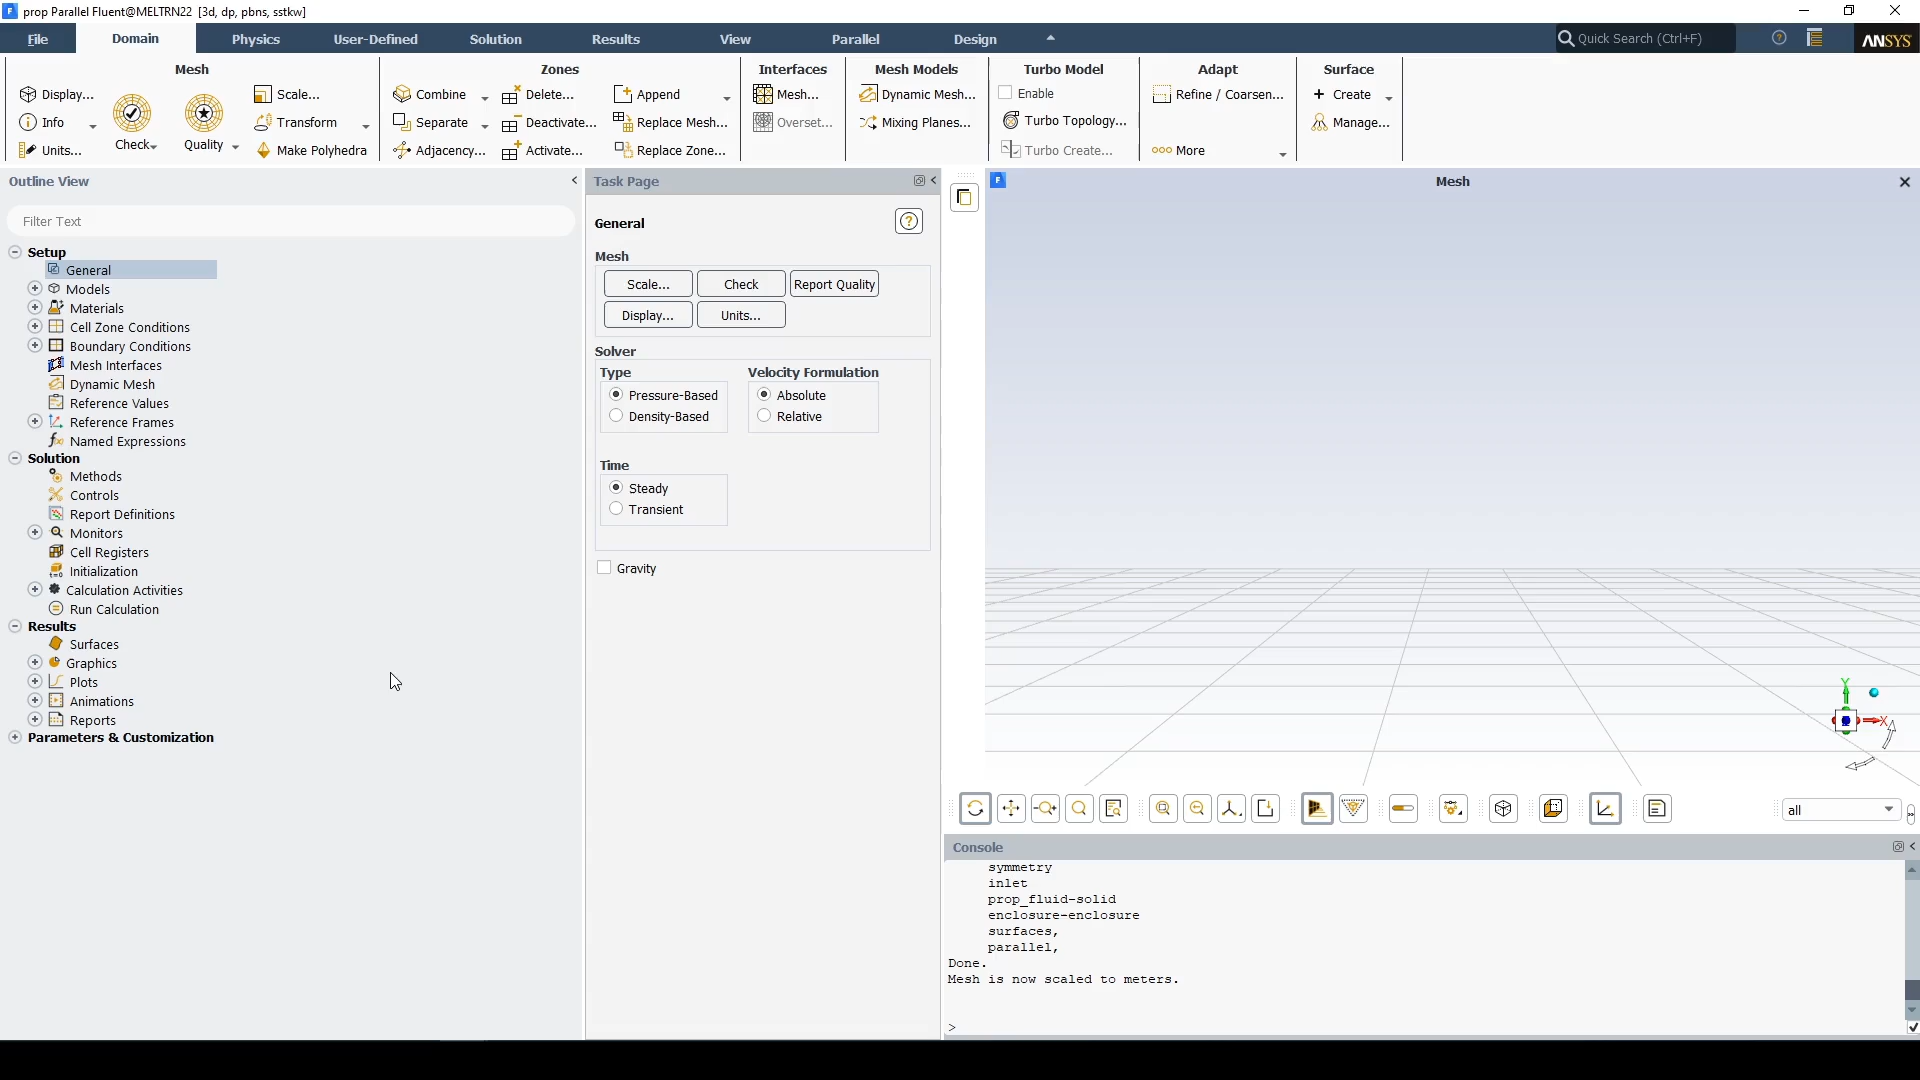 prop Parallel Fluent@MELTRN22 [3d, dp, pbns, sstkw]
File Domain Physics User-Defined Solution Results View Parallel Design Quick Search (Ctrl+F) ANSYS
Mesh Zones Interfaces Mesh Models Turbo Model Adapt Surface
Display... Scale... Combine Delete... Append Mesh... Dynamic Mesh... Enable Refine / Coarsen... Create
Info Transform Separate Deactivate... Replace Mesh... Overset... Mixing Planes... Turbo Topology... Manage...
Check Quality
Units... Make Polyhedra Adjacency... Activate... Replace Zone... Turbo Create... More
Outline View
Filter Text
Setup
General
Models
Materials
Cell Zone Conditions
Boundary Conditions
Mesh Interfaces
Dynamic Mesh
Reference Values
Reference Frames
Named Expressions
Solution
Methods
Controls
Report Definitions
Monitors
Cell Registers
Initialization
Calculation Activities
Run Calculation
Results
Surfaces
Graphics
Plots
Animations
Reports
Parameters & Customization
Task Page
General
Mesh
Scale... Check Report Quality
Display... Units...
Solver
Type Velocity Formulation
Pressure-Based Absolute
Density-Based Relative
Time
Steady
Transient
Gravity
Mesh
Y
X
all
Console
symmetry
inlet
prop_fluid-solid
enclosure-enclosure
surfaces,
parallel,
Done.
Mesh is now scaled to meters.
>